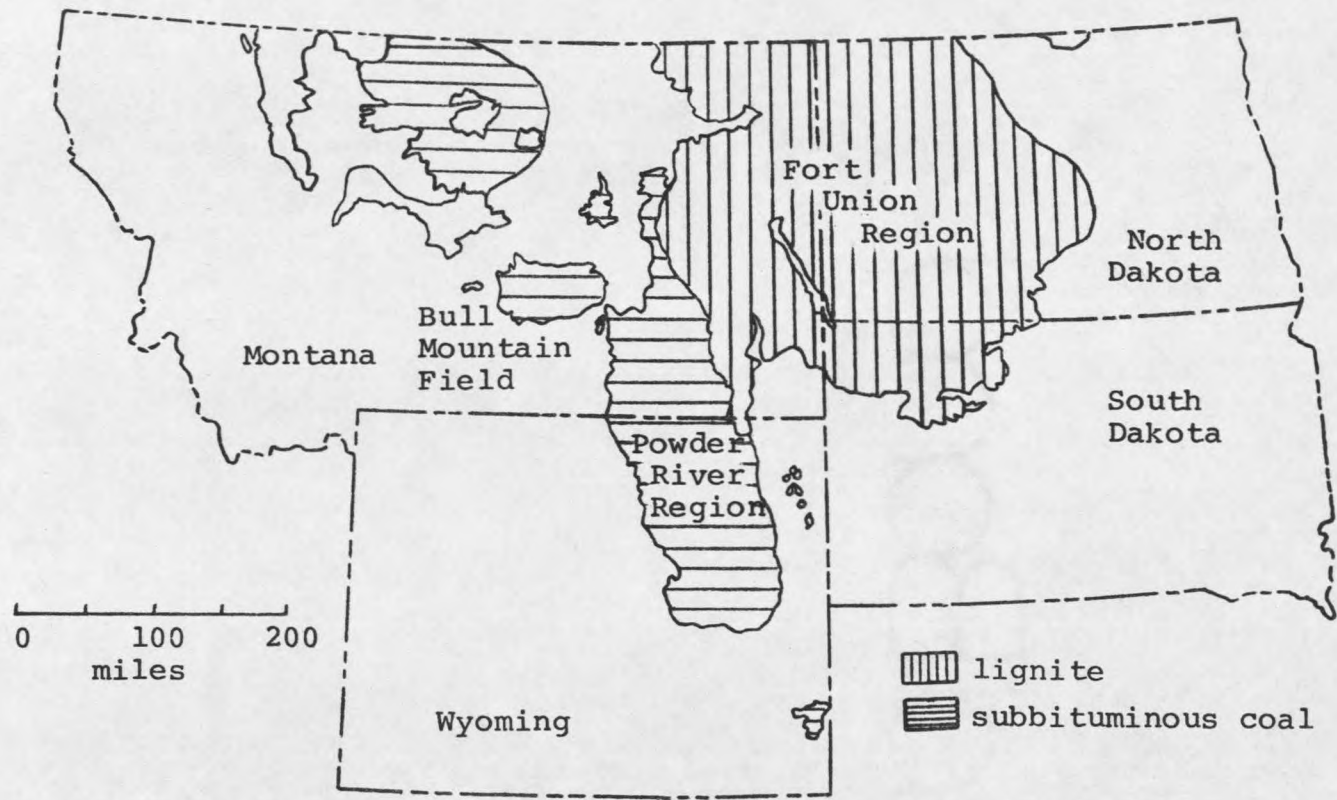 Fort
Union
Region
North
Dakota
Bull
Mountain
Field
Montana
South
Dakota
Powder
River
Region
0 100 200
miles
lignite
subbituminous coal
Wyoming